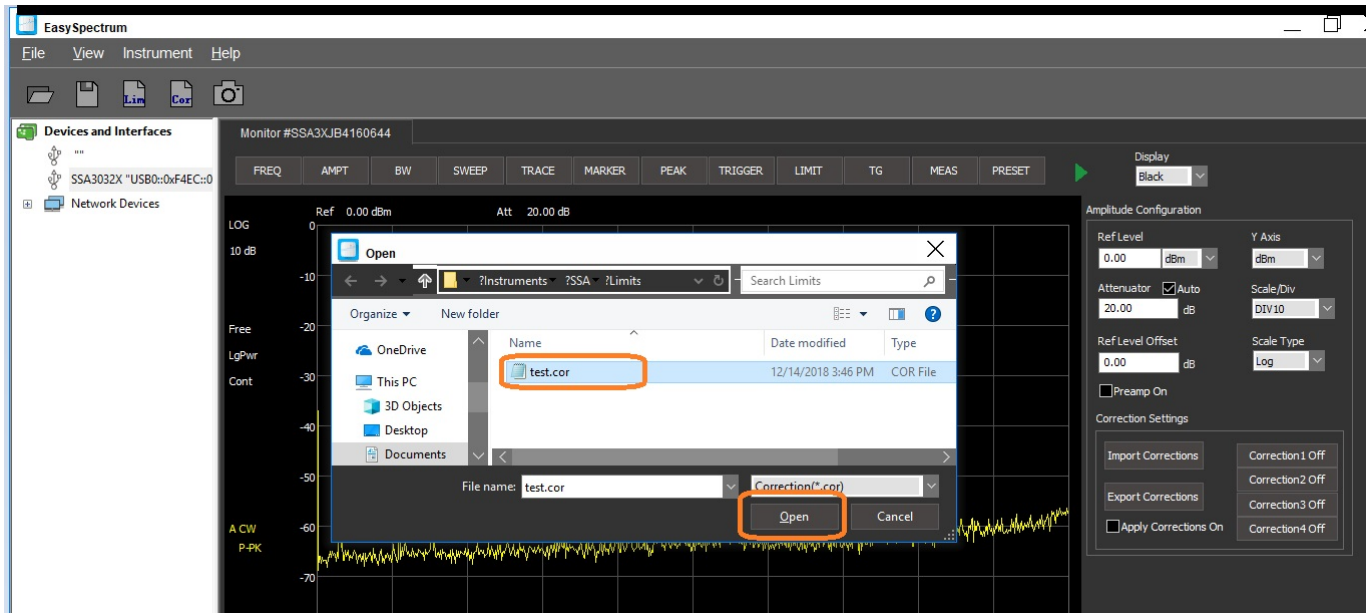 EasySpectrum
File View Instrument Help
Lim Cor
Devices and Interfaces
""
SSA3032X "USB0::0xF4EC::0
Network Devices
Monitor #SSA3XJB4160644
FREQ AMPT BW SWEEP TRACE MARKER PEAK TRIGGER LIMIT TG MEAS PRESET
Display
Black
Ref 0.00 dBm Att 20.00 dB
LOG
10 dB
Free
LgPwr
Cont
A CW
P-PK
0
-10
-20
-30
-40
-50
-60
-70
Open
?Instruments ?SSA ?Limits
Search Limits
Organize New folder
?
OneDrive
This PC
3D Objects
Desktop
Documents
Name Date modified Type
test.cor 12/14/2018 3:46 PM COR File
File name: test.cor Correction(*.cor)
Open Cancel
Amplitude Configuration
Ref Level Y Axis
0.00 dBm dBm
Attenuator Auto Scale/Div
20.00 dB DIV10
Ref Level Offset Scale Type
0.00 dB Log
Preamp On
Correction Settings
Import Corrections Correction1 Off
Correction2 Off
Export Corrections Correction3 Off
Apply Corrections On Correction4 Off